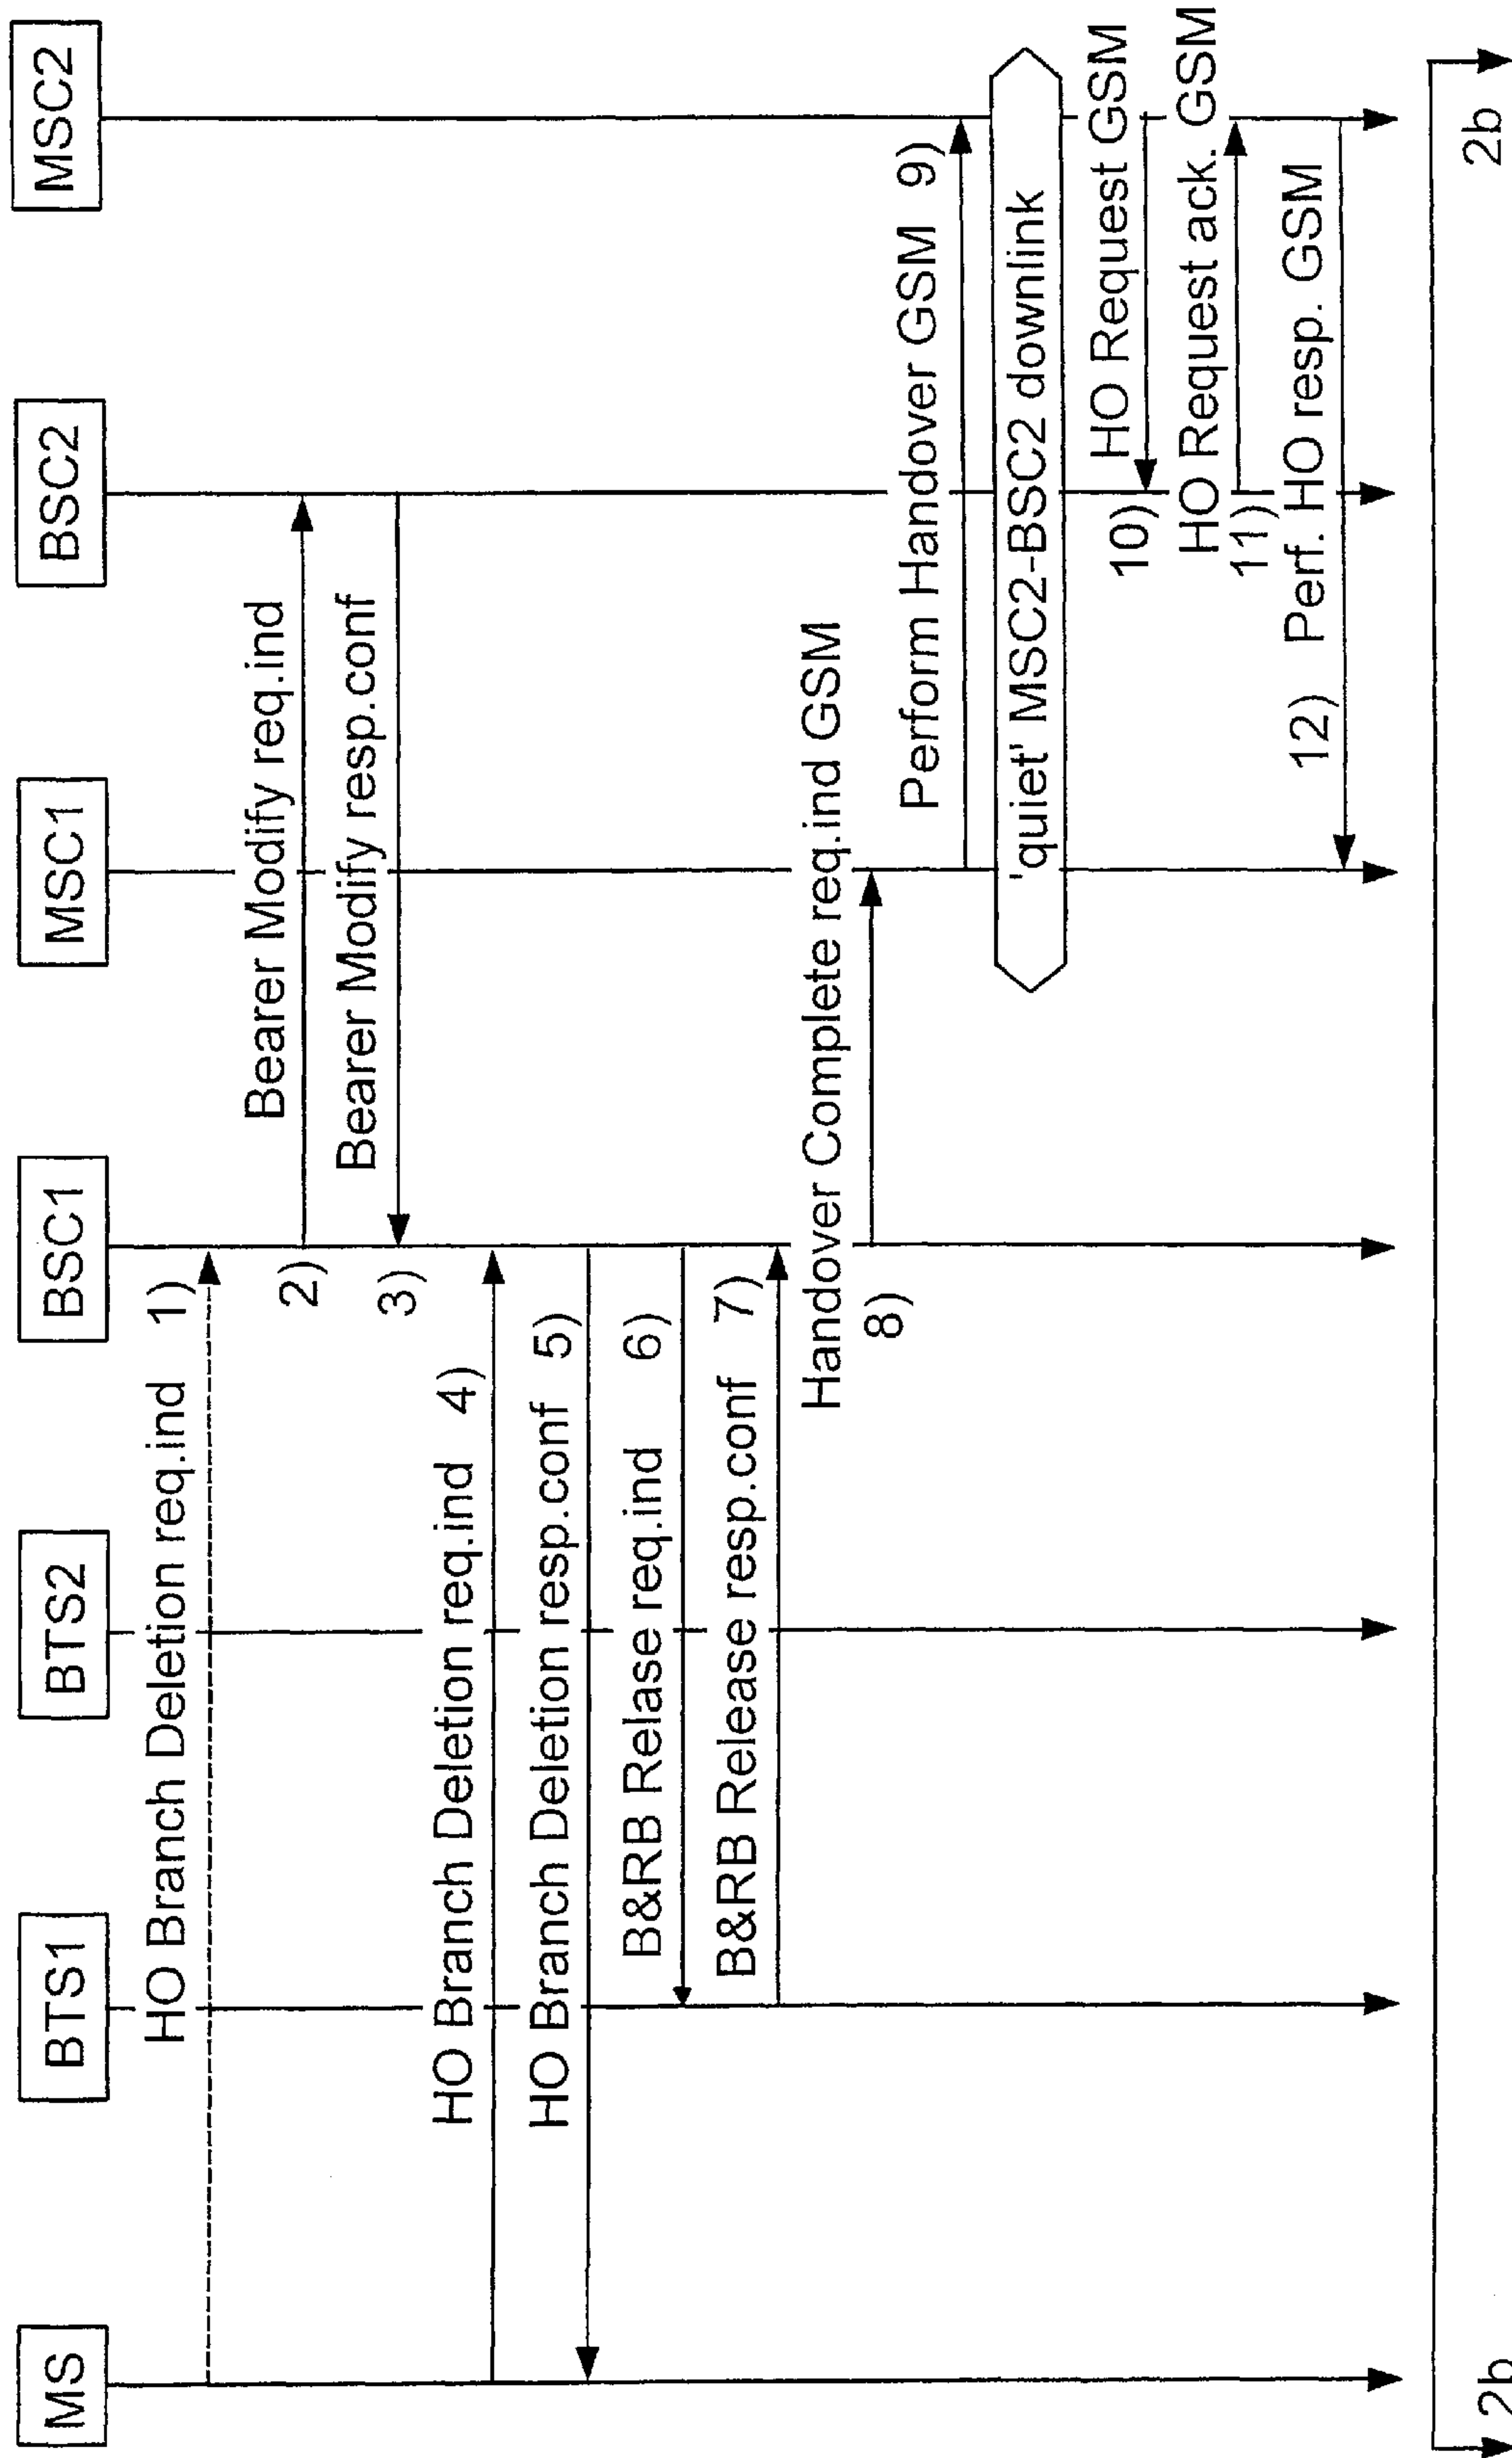 MS
BTS1
BTS2
BSC1
MSC1
BSC2
MSC2
HO Branch Deletion req.ind 1)
2) Bearer Modify req.ind
3) Bearer Modify resp.conf
HO Branch Deletion req.ind 4)
HO Branch Deletion resp.conf 5)
B&RB Relase req.ind 6)
B&RB Release resp.conf 7)
Handover Complete req.ind GSM
8)
Perform Handover GSM 9)
'quiet' MSC2-BSC2 downlink
HO Request GSM
10)
HO Request ack. GSM
11)
12) Perf. HO resp. GSM
2b
2b